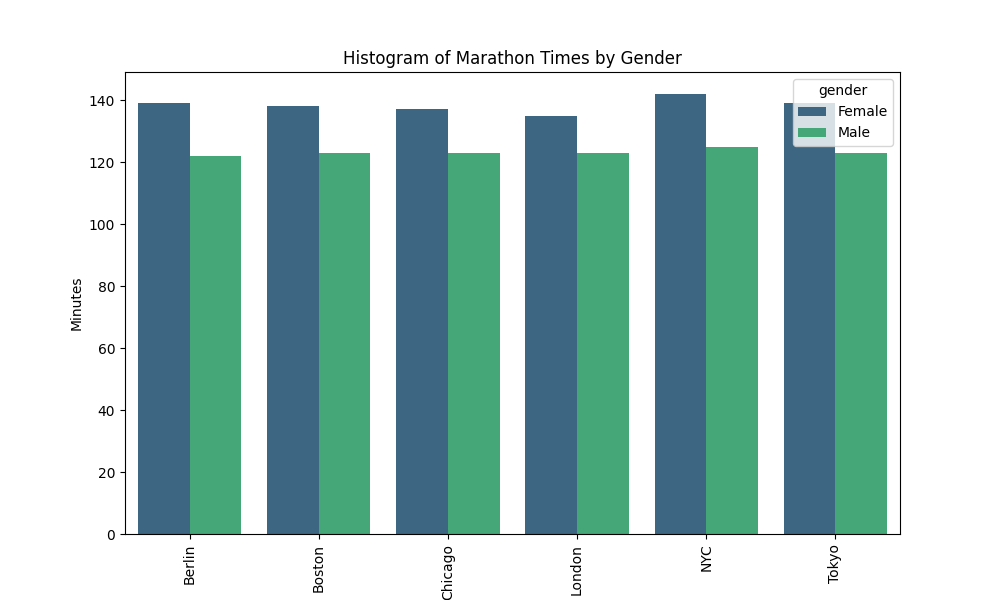 Histogram of Marathon Times by Gender
gender
Female
Male
Minutes
140
120
100
80
60
40
20
0
Berlin
Boston
Chicago
London
NYC
Tokyo